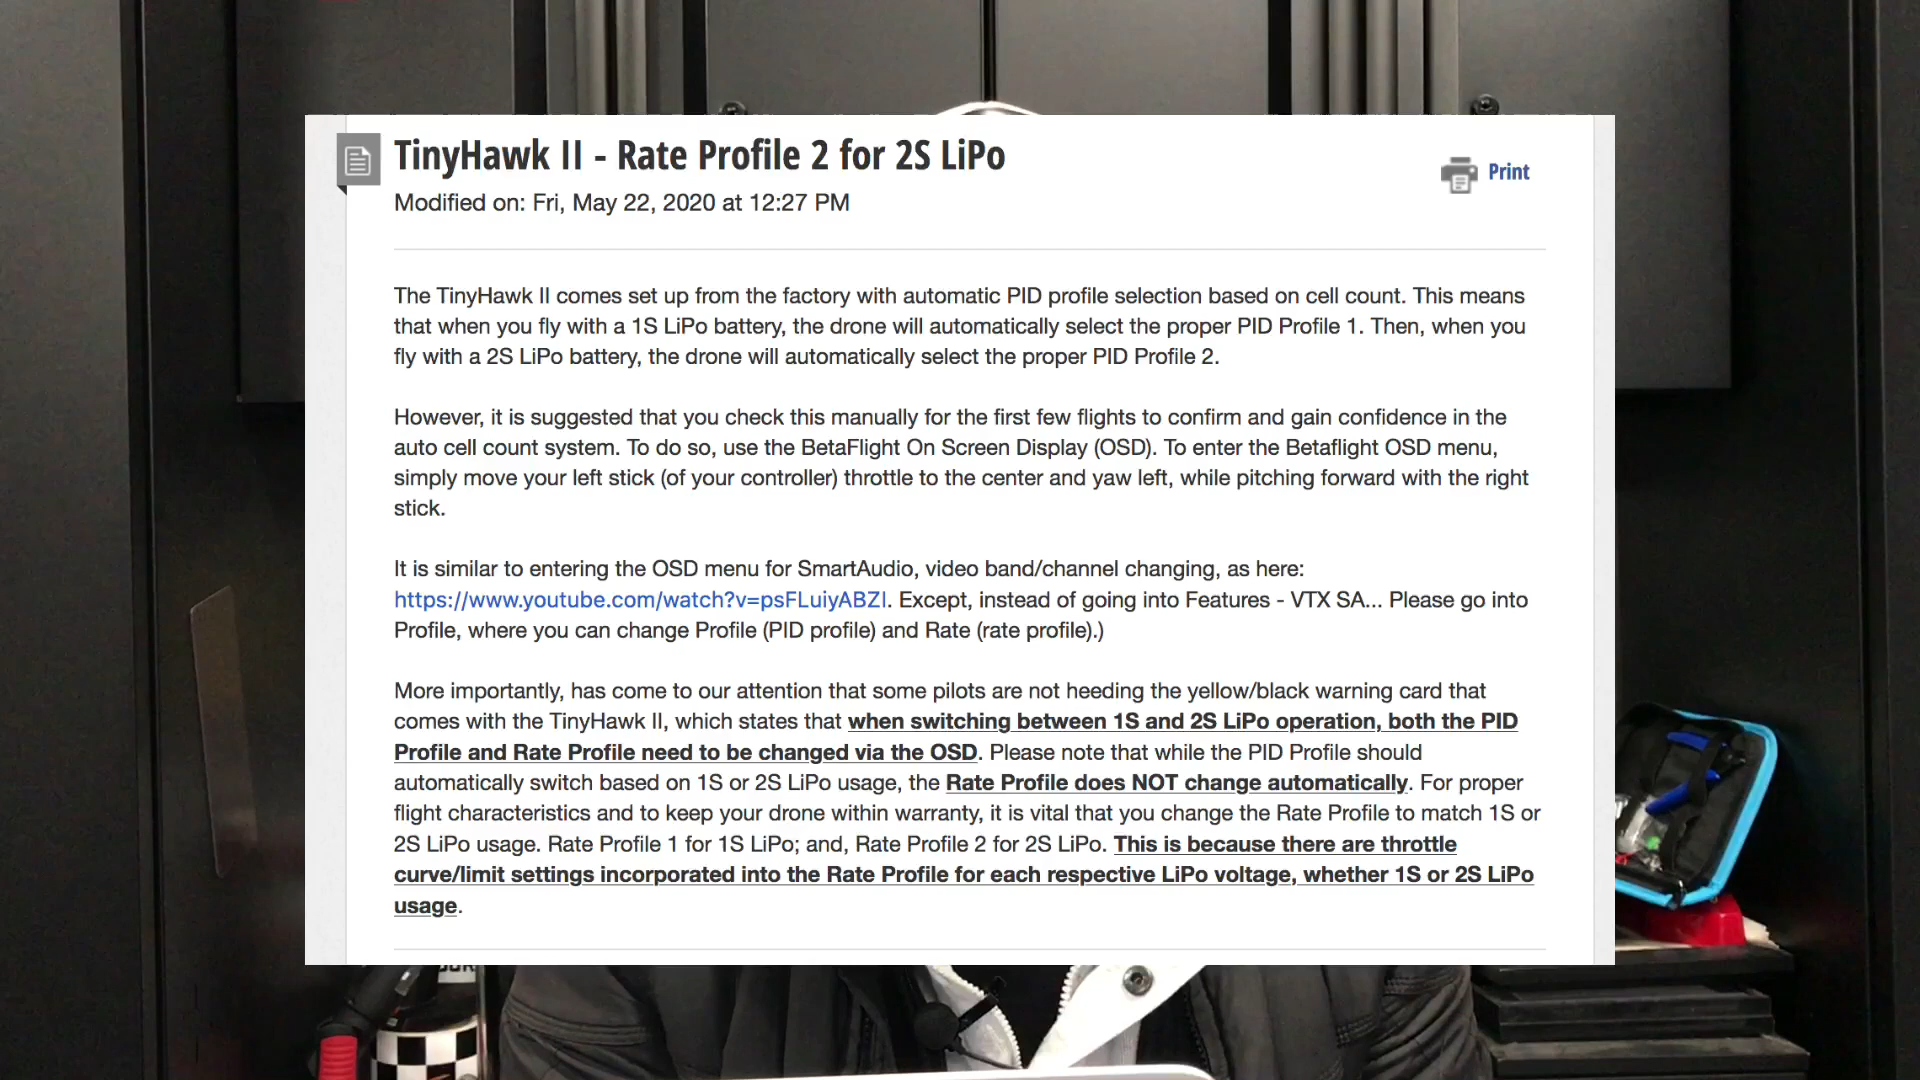 TinyHawk II - Rate Profile 2 for 2S LiPo
Print
Modified on: Fri, May 22, 2020 at 12:27 PM
The TinyHawk II comes set up from the factory with automatic PID profile selection based on cell count. This means
that when you fly with a 1S LiPo battery, the drone will automatically select the proper PID Profile 1. Then, when you
fly with a 2S LiPo battery, the drone will automatically select the proper PID Profile 2.
However, it is suggested that you check this manually for the first few flights to confirm and gain confidence in the
auto cell count system. To do so, use the BetaFlight On Screen Display (OSD). To enter the Betaflight OSD menu,
simply move your left stick (of your controller) throttle to the center and yaw left, while pitching forward with the right
stick.
It is similar to entering the OSD menu for SmartAudio, video band/channel changing, as here:
https://www.youtube.com/watch?v=psFLuiyABZI. Except, instead of going into Features - VTX SA... Please go into
Profile, where you can change Profile (PID profile) and Rate (rate profile).)
More importantly, has come to our attention that some pilots are not heeding the yellow/black warning card that
comes with the TinyHawk II, which states that when switching between 1S and 2S LiPo operation, both the PID
Profile and Rate Profile need to be changed via the OSD. Please note that while the PID Profile should
automatically switch based on 1S or 2S LiPo usage, the Rate Profile does NOT change automatically. For proper
flight characteristics and to keep your drone within warranty, it is vital that you change the Rate Profile to match 1S or
2S LiPo usage. Rate Profile 1 for 1S LiPo; and, Rate Profile 2 for 2S LiPo. This is because there are throttle
curve/limit settings incorporated into the Rate Profile for each respective LiPo voltage, whether 1S or 2S LiPo
usage.